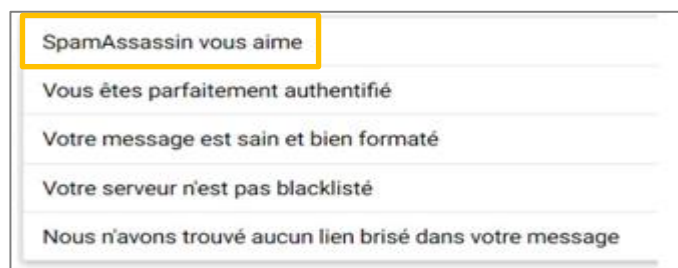 SpamAssassin vous aime
Vous êtes parfaitement authentifié
Votre message est sain et bien formaté
Votre serveur n'est pas blacklisté
Nous n'avons trouvé aucun lien brisé dans votre message